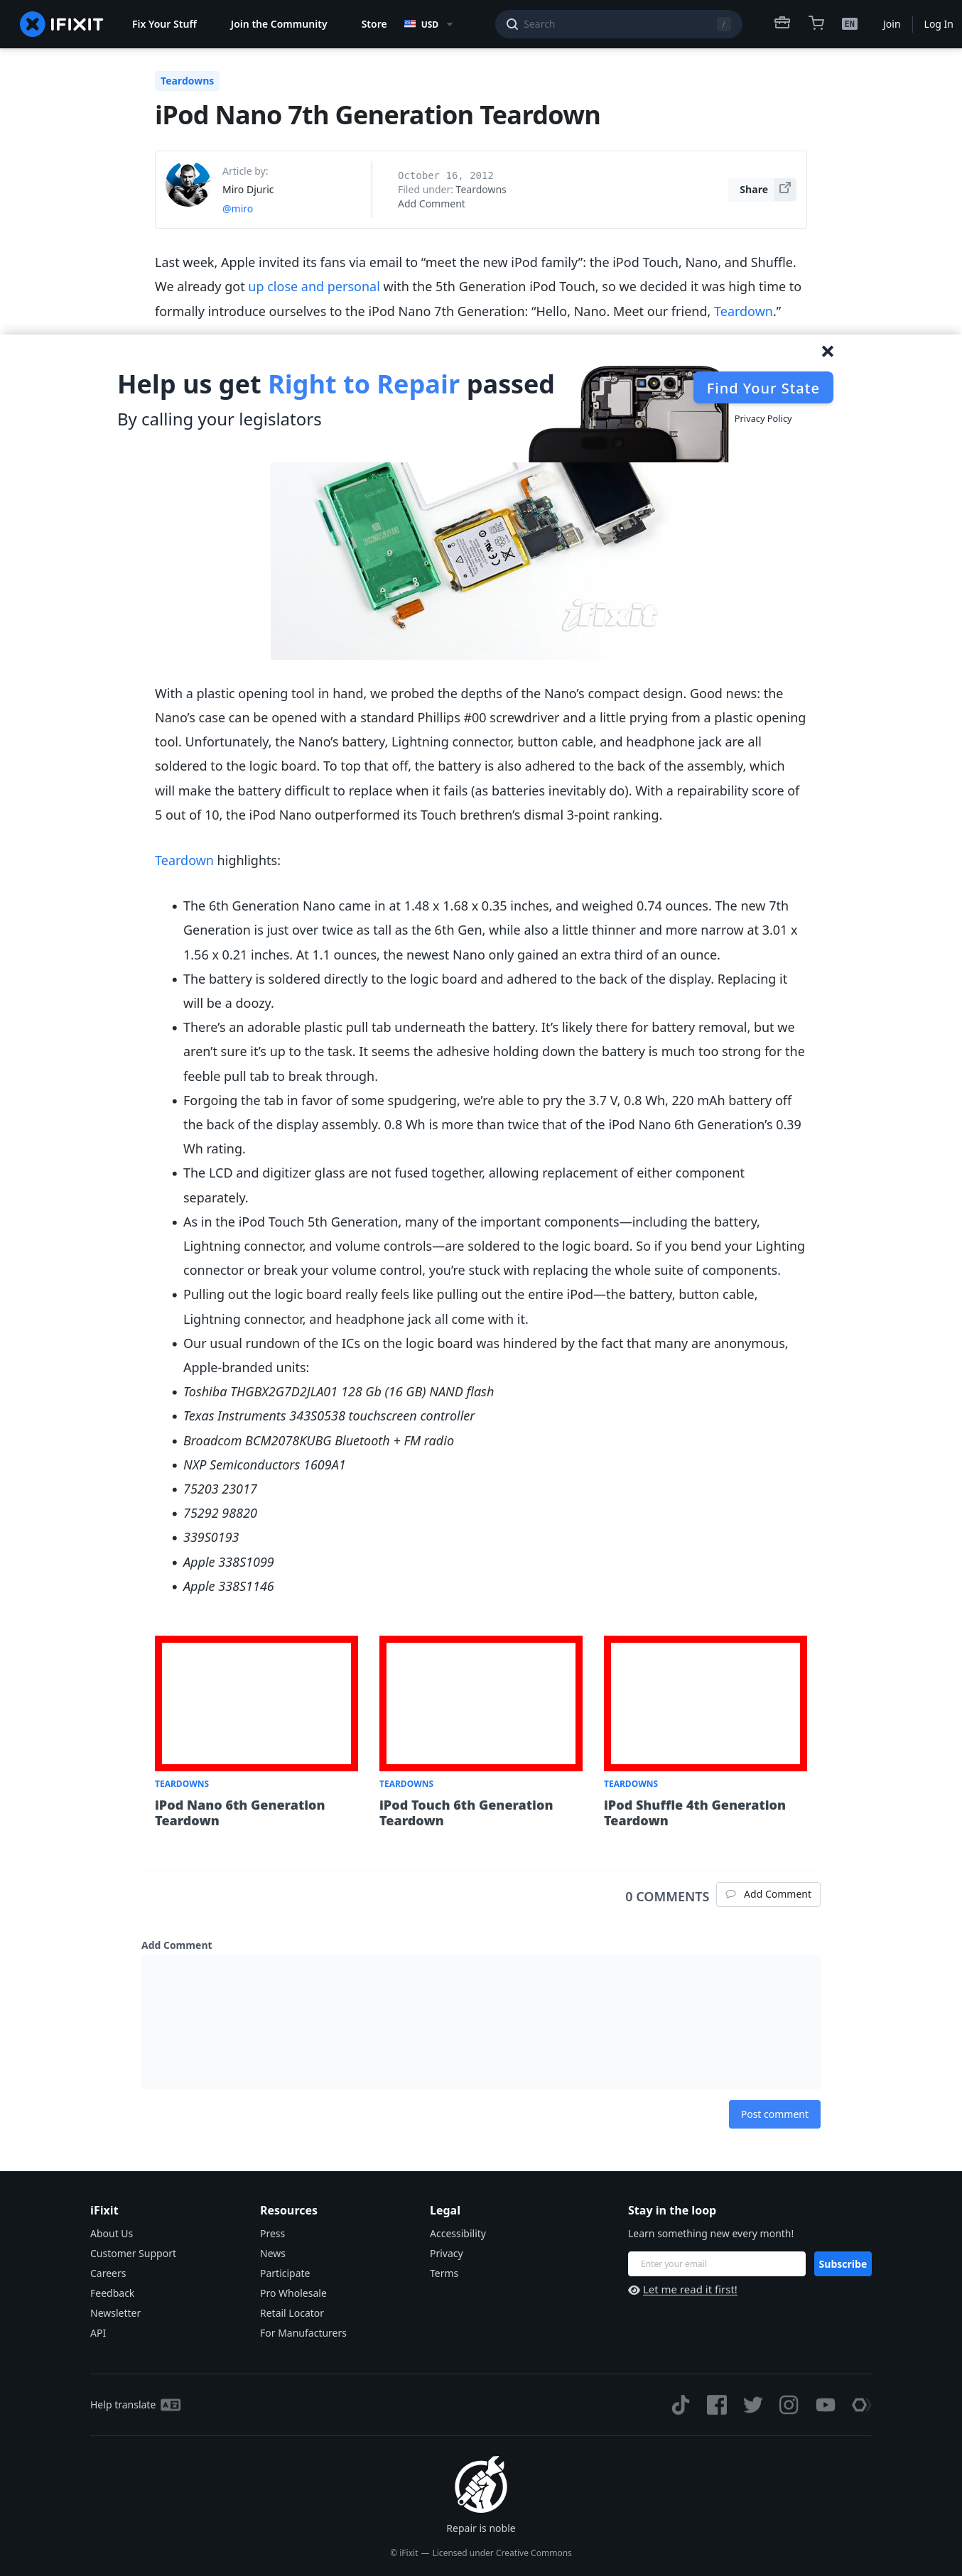 IFIXIT
Fix Your Stuff
Join the Community
Store
USD
Search
/
EN
Join
Log In
Teardowns
iPod Nano 7th Generation Teardown
Article by:
Miro Djuric
@miro
October 16, 2012
Filed under: Teardowns
Add Comment
Share
Last week, Apple invited its fans via email to “meet the new iPod family”: the iPod Touch, Nano, and Shuffle.
We already got up close and personal with the 5th Generation iPod Touch, so we decided it was high time to
formally introduce ourselves to the iPod Nano 7th Generation: “Hello, Nano. Meet our friend, Teardown.”
Help us get Right to Repair passed
By calling your legislators
Find Your State
Privacy Policy
iFixit
With a plastic opening tool in hand, we probed the depths of the Nano’s compact design. Good news: the
Nano’s case can be opened with a standard Phillips #00 screwdriver and a little prying from a plastic opening
tool. Unfortunately, the Nano’s battery, Lightning connector, button cable, and headphone jack are all
soldered to the logic board. To top that off, the battery is also adhered to the back of the assembly, which
will make the battery difficult to replace when it fails (as batteries inevitably do). With a repairability score of
5 out of 10, the iPod Nano outperformed its Touch brethren’s dismal 3-point ranking.
Teardown highlights:
• The 6th Generation Nano came in at 1.48 x 1.68 x 0.35 inches, and weighed 0.74 ounces. The new 7th
Generation is just over twice as tall as the 6th Gen, while also a little thinner and more narrow at 3.01 x
1.56 x 0.21 inches. At 1.1 ounces, the newest Nano only gained an extra third of an ounce.
• The battery is soldered directly to the logic board and adhered to the back of the display. Replacing it
will be a doozy.
• There’s an adorable plastic pull tab underneath the battery. It’s likely there for battery removal, but we
aren’t sure it’s up to the task. It seems the adhesive holding down the battery is much too strong for the
feeble pull tab to break through.
• Forgoing the tab in favor of some spudgering, we’re able to pry the 3.7 V, 0.8 Wh, 220 mAh battery off
the back of the display assembly. 0.8 Wh is more than twice that of the iPod Nano 6th Generation’s 0.39
Wh rating.
• The LCD and digitizer glass are not fused together, allowing replacement of either component
separately.
• As in the iPod Touch 5th Generation, many of the important components—including the battery,
Lightning connector, and volume controls—are soldered to the logic board. So if you bend your Lighting
connector or break your volume control, you’re stuck with replacing the whole suite of components.
• Pulling out the logic board really feels like pulling out the entire iPod—the battery, button cable,
Lightning connector, and headphone jack all come with it.
• Our usual rundown of the ICs on the logic board was hindered by the fact that many are anonymous,
Apple-branded units:
• Toshiba THGBX2G7D2JLA01 128 Gb (16 GB) NAND flash
• Texas Instruments 343S0538 touchscreen controller
• Broadcom BCM2078KUBG Bluetooth + FM radio
• NXP Semiconductors 1609A1
• 75203 23017
• 75292 98820
• 339S0193
• Apple 338S1099
• Apple 338S1146
TEARDOWNS
iPod Nano 6th Generation
Teardown
TEARDOWNS
iPod Touch 6th Generation
Teardown
TEARDOWNS
iPod Shuffle 4th Generation
Teardown
0 COMMENTS
Add Comment
Add Comment
Post comment
iFixit
About Us
Customer Support
Careers
Feedback
Newsletter
API
Resources
Press
News
Participate
Pro Wholesale
Retail Locator
For Manufacturers
Legal
Accessibility
Privacy
Terms
Stay in the loop
Learn something new every month!
Enter your email
Subscribe
Let me read it first!
Help translate
Repair is noble
© iFixit — Licensed under Creative Commons